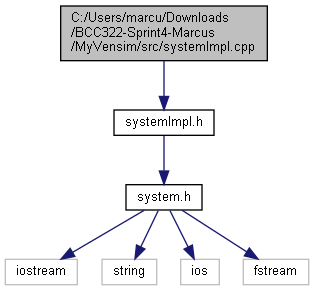 C:/Users/marcu/Downloads
/BCC322-Sprint4-Marcus
/MyVensim/src/systemImpl.cpp
systemImpl.h
system.h
iostream
string
ios
fstream